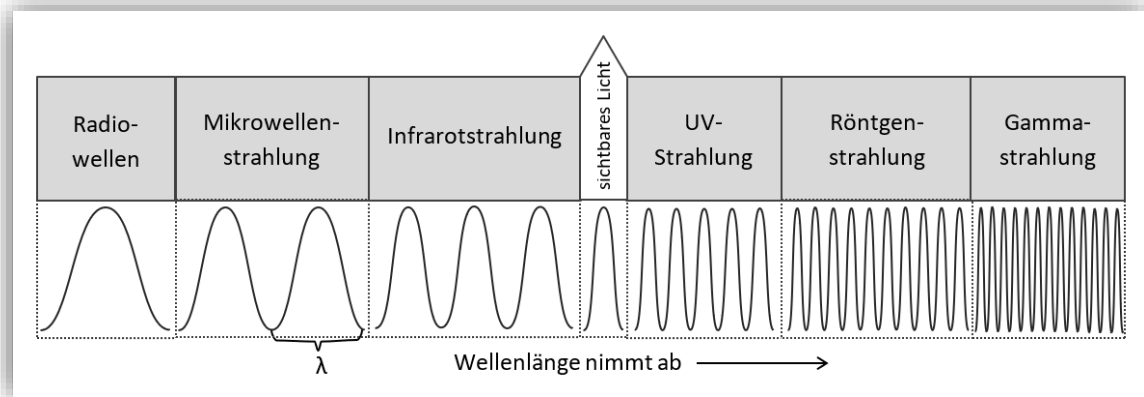 Radio-
wellen
Mikrowellen-
strahlung
Infrarotstrahlung
sichtbares Licht
UV-
Strahlung
Röntgen-
strahlung
Gamma-
strahlung
λ
Wellenlänge nimmt ab